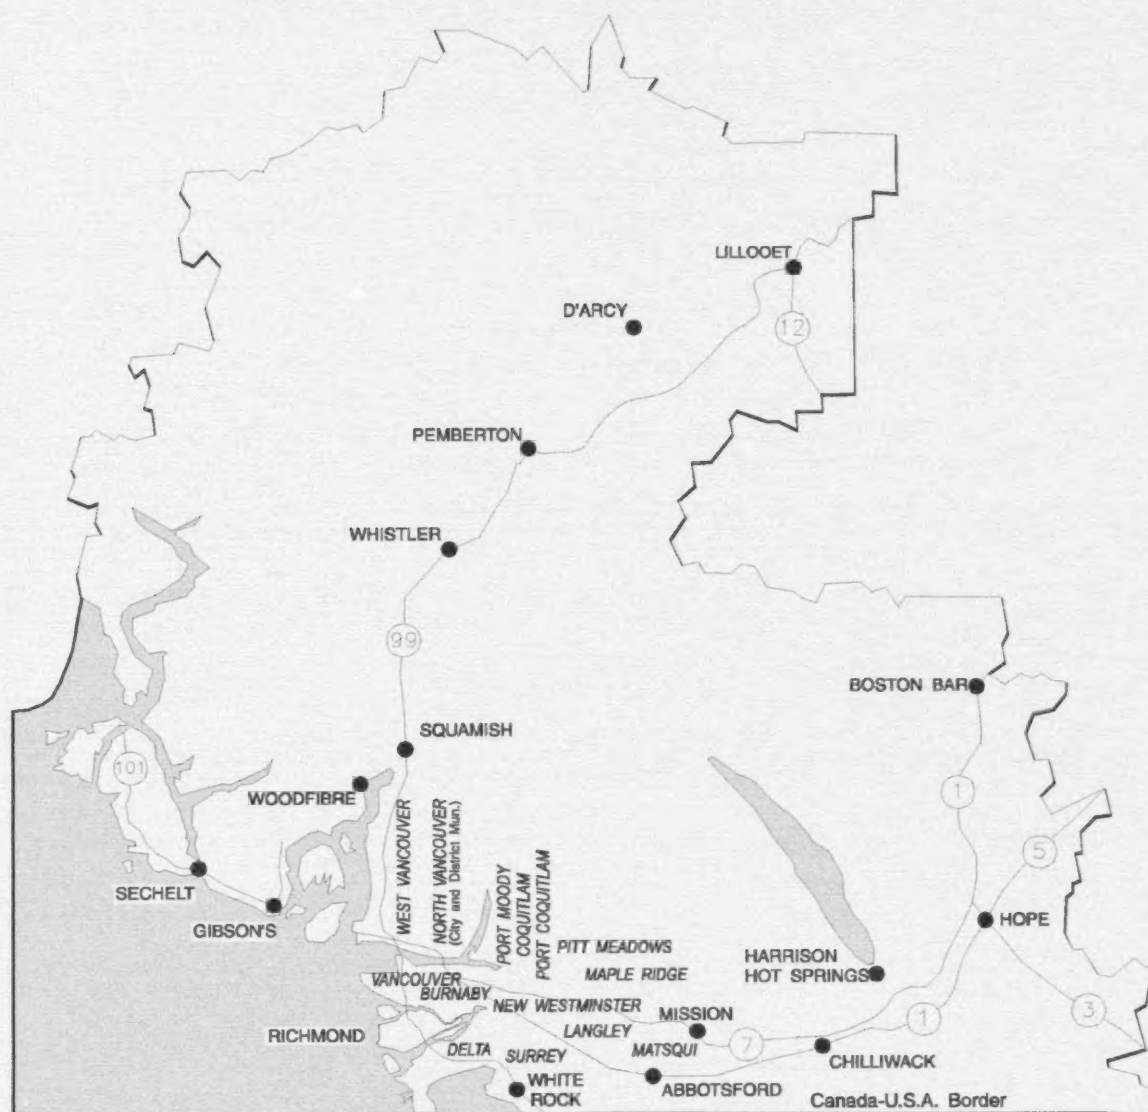 LILLOOET
D'ARCY
12
PEMBERTON
WHISTLER
99
BOSTON BAR
SQUAMISH
101
WOODFIBRE
1
5
WEST VANCOUVER
NORTH VANCOUVER
(City and District Mun.)
PORT MOODY
COQUITLAM
PORT COQUITLAM
SECHELT
GIBSON'S
HOPE
PITT MEADOWS
HARRISON
HOT SPRINGS
MAPLE RIDGE
VANCOUVER
BURNABY
NEW WESTMINSTER
MISSION
1
3
RICHMOND
LANGLEY
7
DELTA
SURREY
MATSQUI
CHILLIWACK
WHITE
ROCK
ABBOTSFORD
Canada-U.S.A. Border